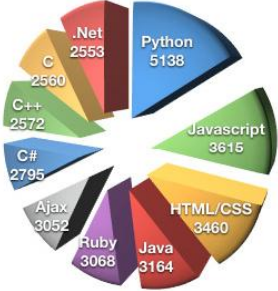 .Net
2553
Python
5138
C
2560
C++
2572
Javascript
3615
C#
2795
HTML/CSS
3460
Ajax
3052
Ruby
3068
Java
3164